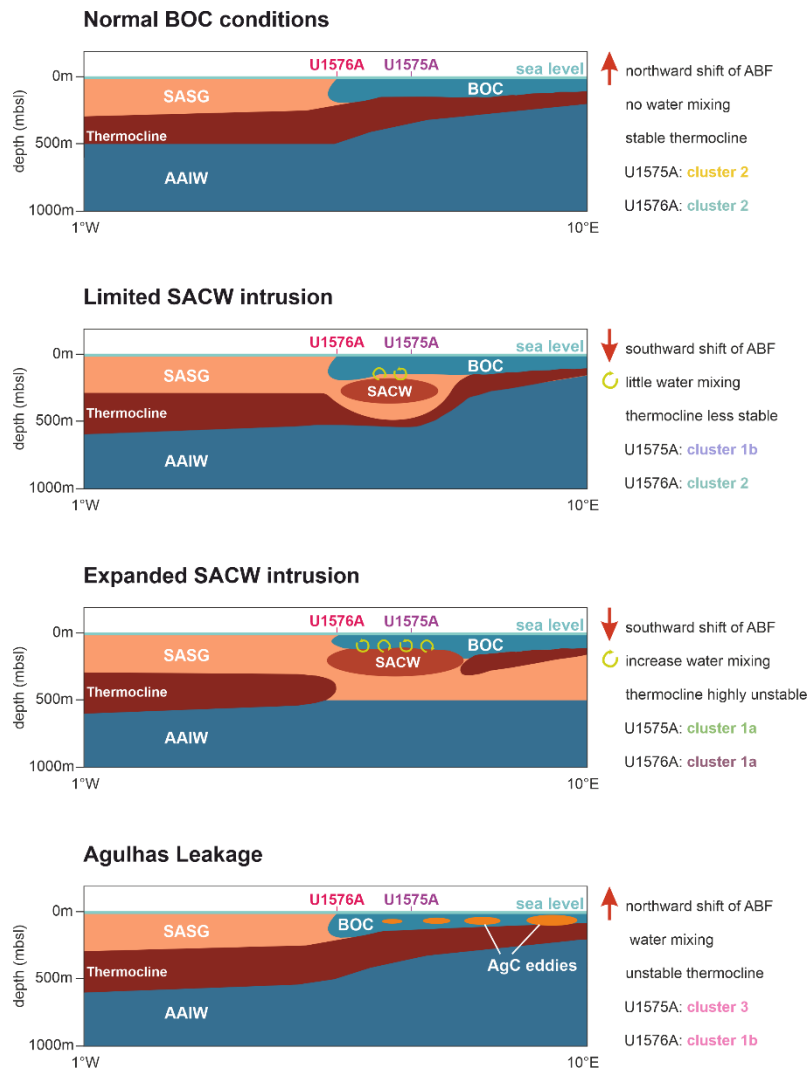 Normal BOC conditions
U1576A U1575A sea level
0m
SASG
BOC
500m
Thermocline
AAIW
1000m
1°W 10°E
depth (mbsl)
northward shift of ABF
no water mixing
stable thermocline
U1575A: cluster 2
U1576A: cluster 2
Limited SACW intrusion
U1576A U1575A sea level
0m
SASG
BOC
SACW
Thermocline
500m
AAIW
1000m
1°W 10°E
depth (mbsl)
southward shift of ABF
little water mixing
thermocline less stable
U1575A: cluster 1b
U1576A: cluster 2
Expanded SACW intrusion
U1576A U1575A sea level
0m
SASG
BOC
SACW
Thermocline
500m
AAIW
1000m
1°W 10°E
depth (mbsl)
southward shift of ABF
increase water mixing
thermocline highly unstable
U1575A: cluster 1a
U1576A: cluster 1a
Agulhas Leakage
U1576A U1575A sea level
0m
SASG
BOC
AgC eddies
Thermocline
500m
AAIW
1000m
1°W 10°E
depth (mbsl)
northward shift of ABF
water mixing
unstable thermocline
U1575A: cluster 3
U1576A: cluster 1b